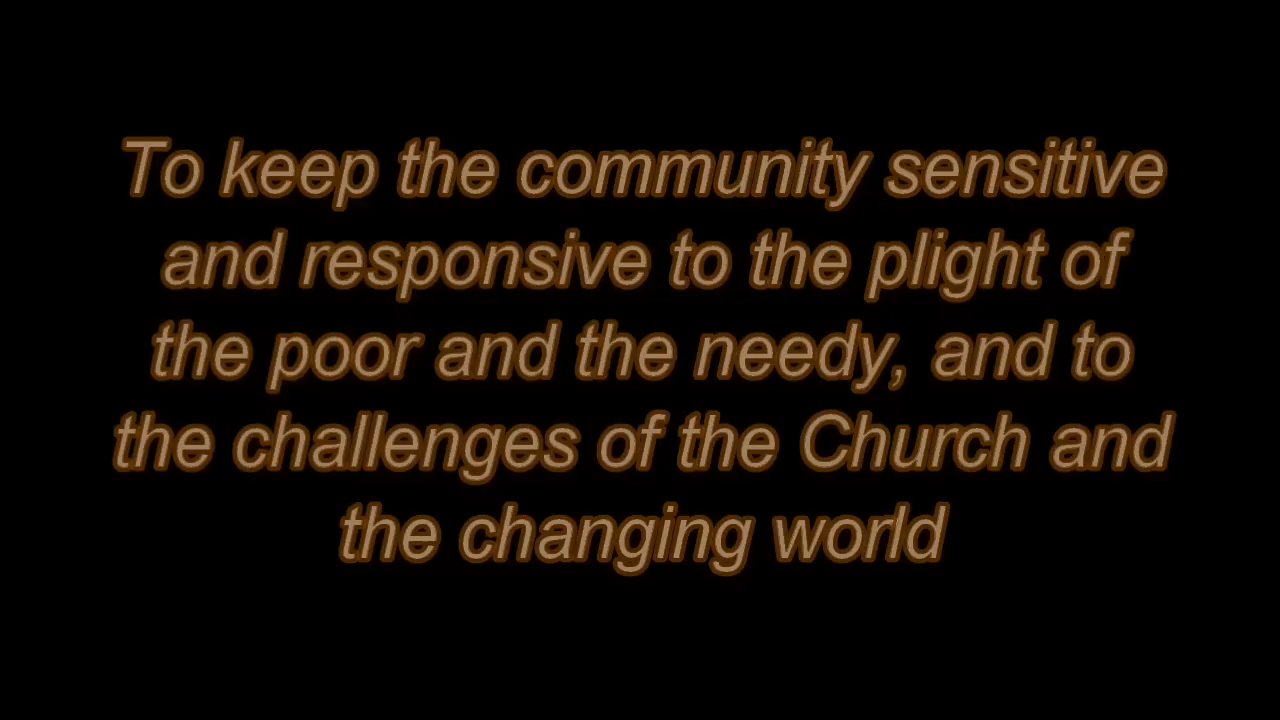 To keep the community sensitive
and responsive to the plight of
the poor and the needy, and to
the challenges of the Church and
the changing world